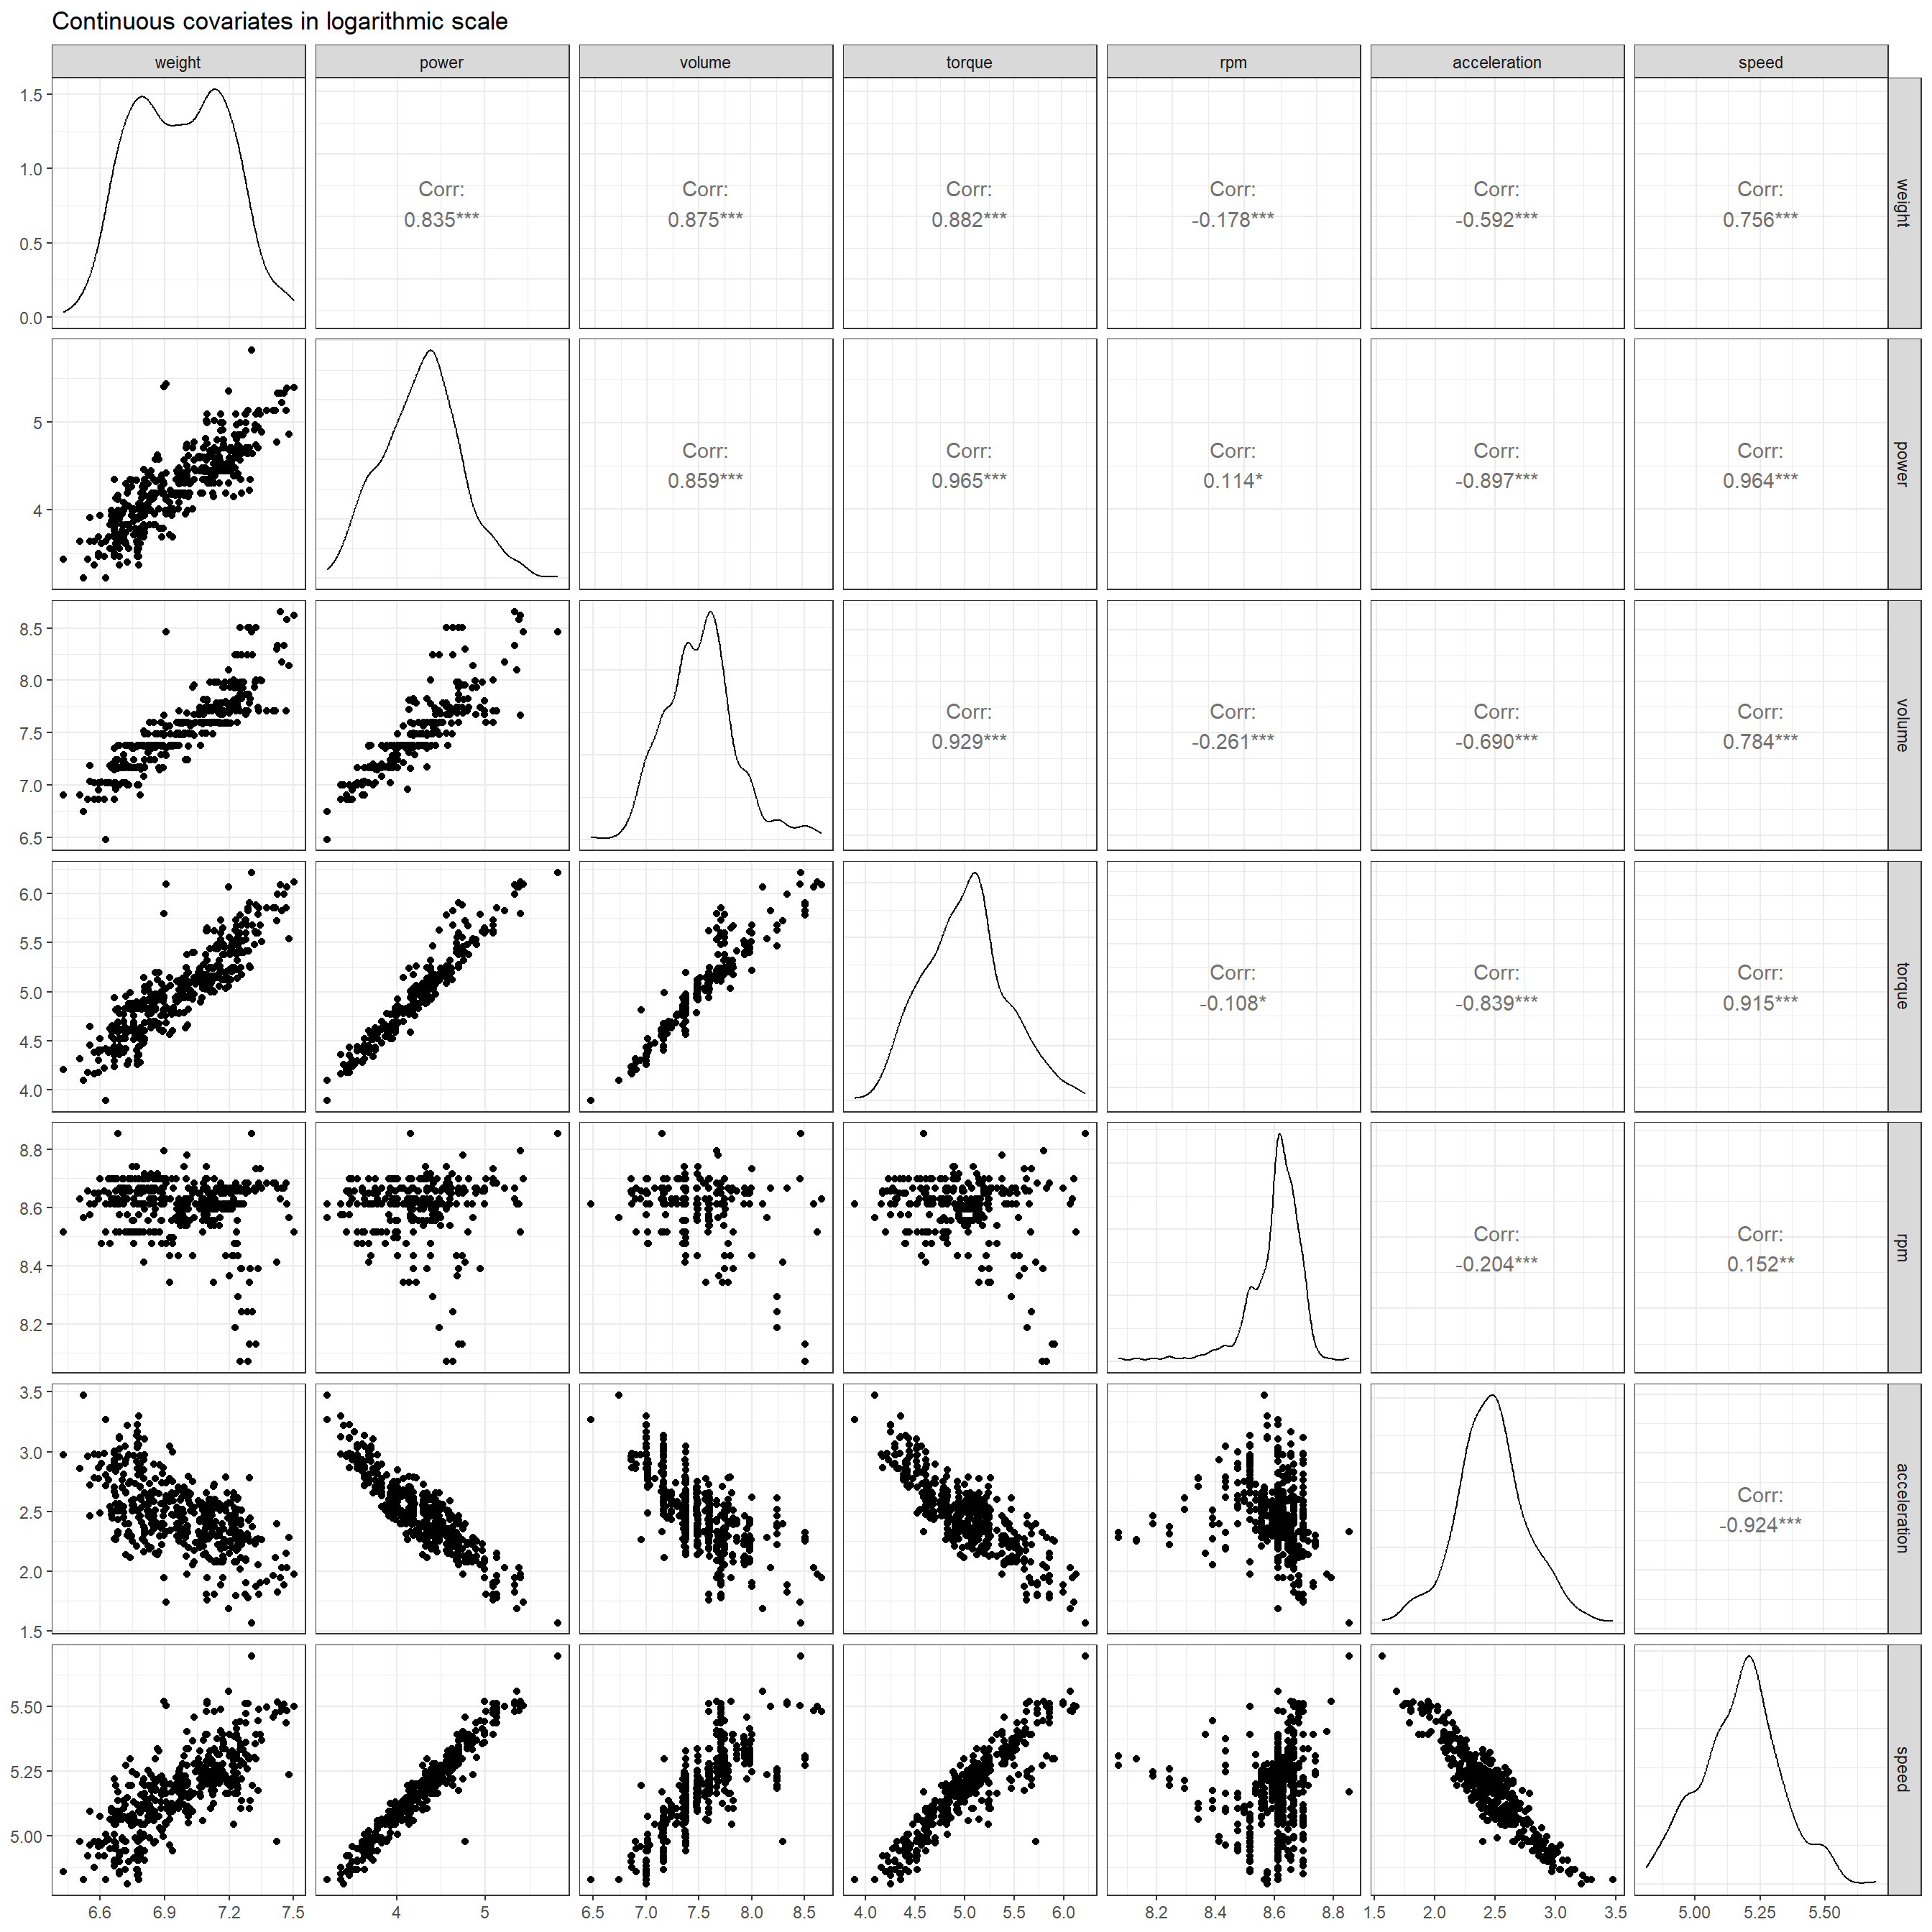 Continuous covariates in logarithmic scale
weight power volume torque rpm acceleration speed
1.5
1.0
0.5
0.0
Corr:
0.835***
Corr:
0.875***
Corr:
0.882***
Corr:
-0.178***
Corr:
-0.592***
Corr:
0.756***
weight
5
4
Corr:
0.859***
Corr:
0.965***
Corr:
0.114*
Corr:
-0.897***
Corr:
0.964***
power
8.5
8.0
7.5
7.0
6.5
Corr:
0.929***
Corr:
-0.261***
Corr:
-0.690***
Corr:
0.784***
volume
6.0
5.5
5.0
4.5
4.0
Corr:
-0.108*
Corr:
-0.839***
Corr:
0.915***
torque
8.8
8.6
8.4
8.2
Corr:
-0.204***
Corr:
0.152**
rpm
3.5
3.0
2.5
2.0
1.5
Corr:
-0.924***
acceleration
5.50
5.25
5.00
speed
6.6 6.9 7.2 7.5 4 5 6.5 7.0 7.5 8.0 8.5 4.0 4.5 5.0 5.5 6.0 8.2 8.4 8.6 8.8 1.5 2.0 2.5 3.0 3.5 5.00 5.25 5.50